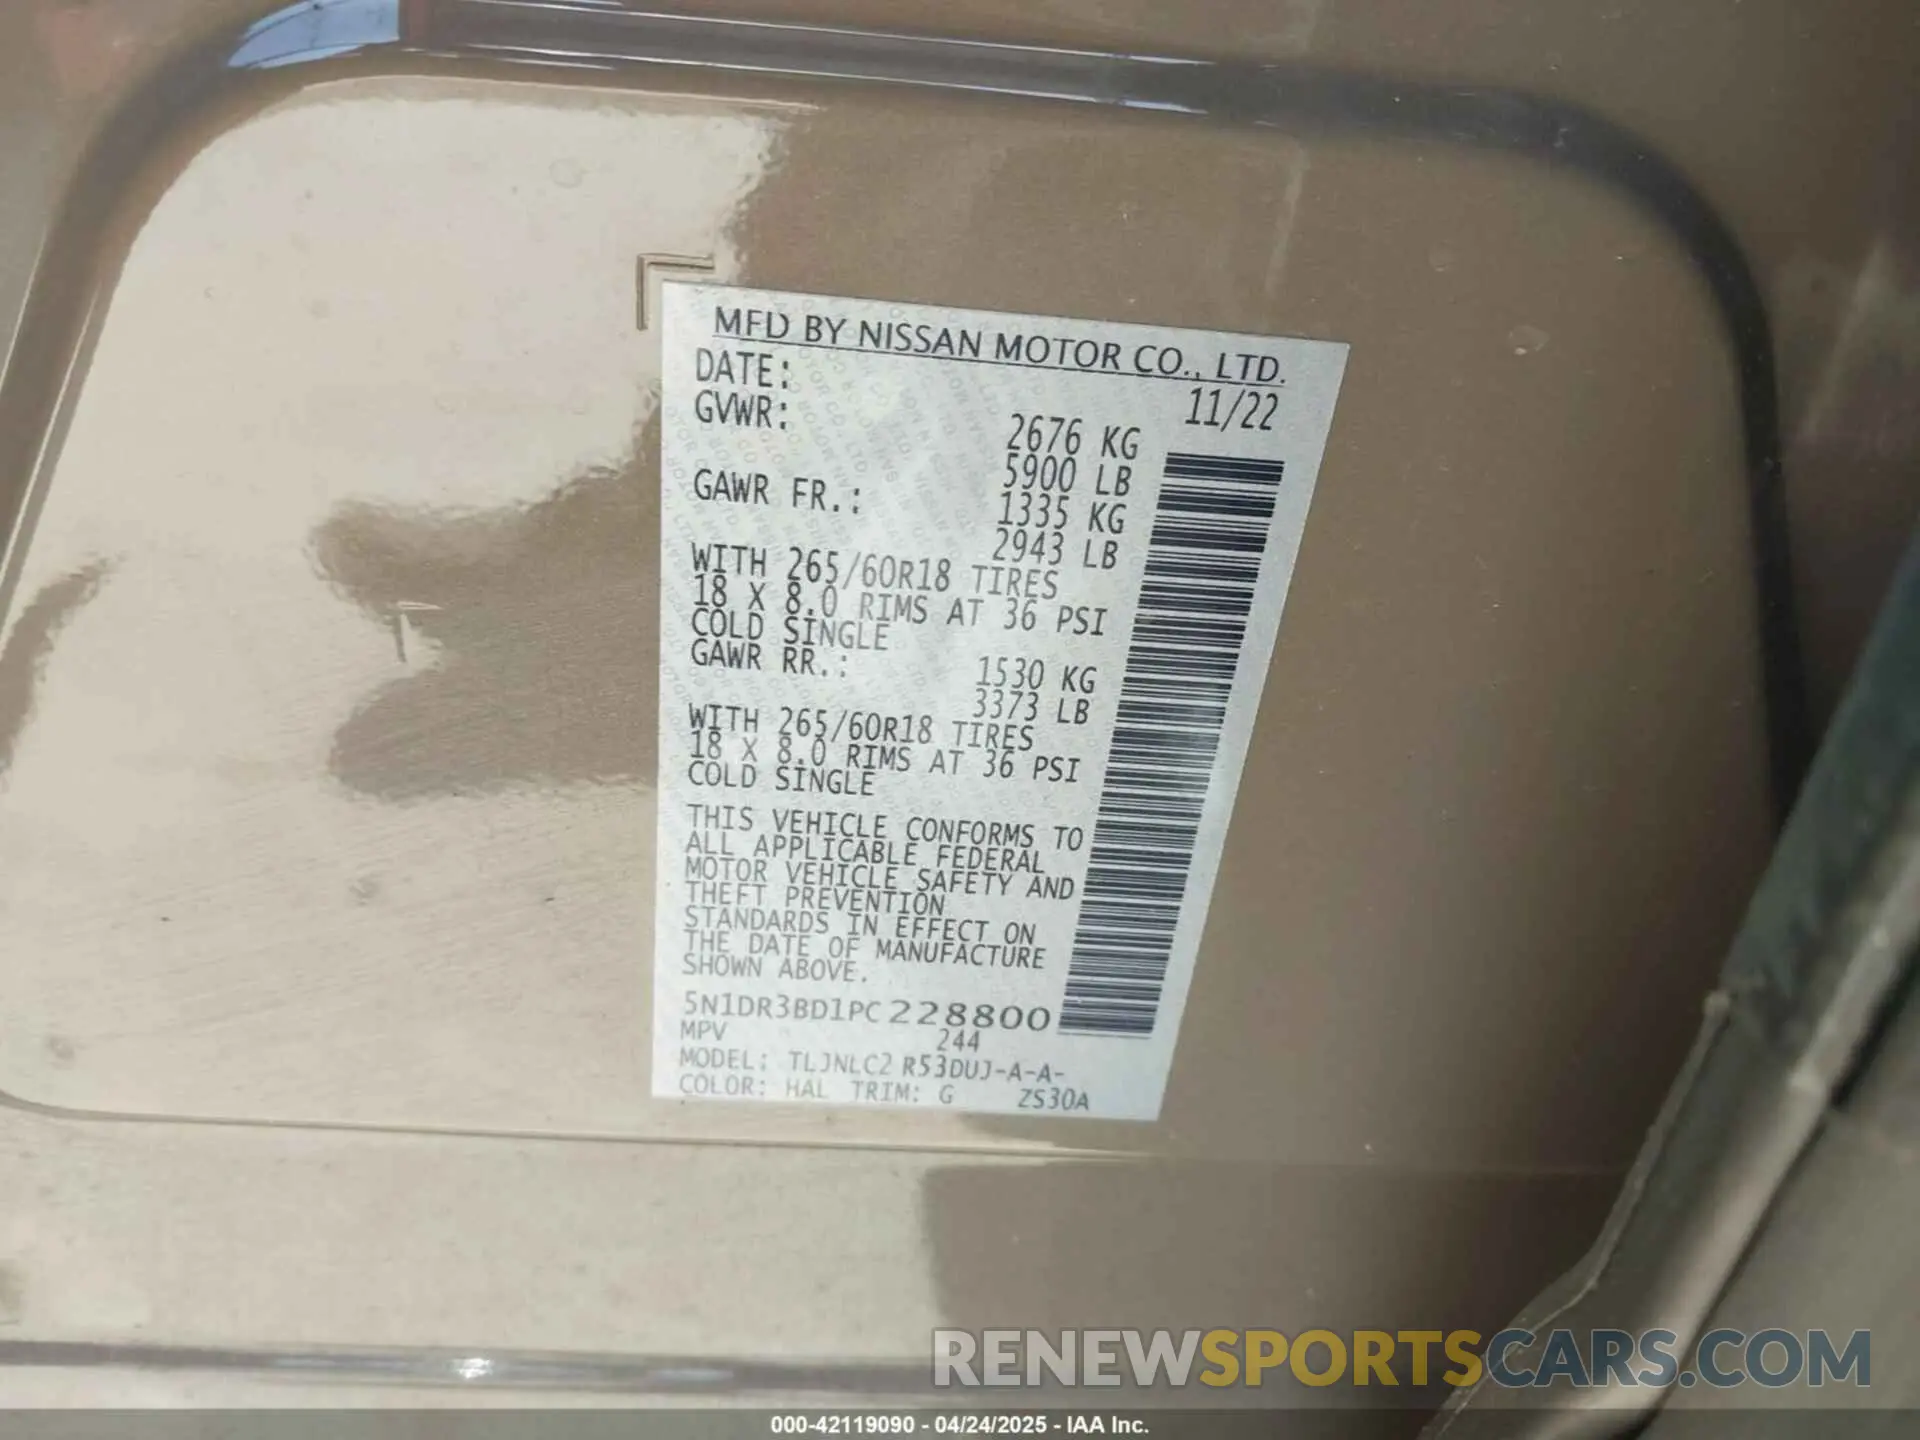 MFD BY NISSAN MOTOR CO., LTD.
DATE: 11/22
GVWR: 2676 KG
5900 LB
GAWR FR.: 1335 KG
2943 LB
WITH 265/60R18 TIRES
18 X 8.0 RIMS AT 36 PSI
COLD SINGLE
GAWR RR.: 1530 KG
3373 LB
WITH 265/60R18 TIRES
18 X 8.0 RIMS AT 36 PSI
COLD SINGLE
THIS VEHICLE CONFORMS TO
ALL APPLICABLE FEDERAL
MOTOR VEHICLE SAFETY AND
THEFT PREVENTION
STANDARDS IN EFFECT ON
THE DATE OF MANUFACTURE
SHOWN ABOVE.
5N1DR3BD1PC228800
MPV 244
MODEL: TLJNLC2 R53DUJ-A-A-
COLOR: HAL TRIM: G ZS30A
RENEWSPORTSCARS.COM
000-42119090 - 04/24/2025 - IAA Inc.